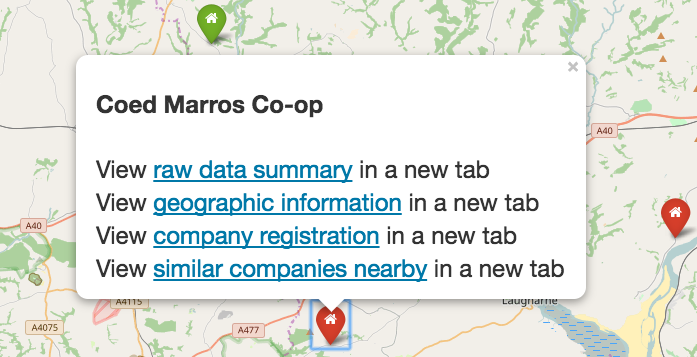 ×
Coed Marros Co-op
A40
View raw data summary in a new tab
View geographic information in a new tab
A40
View company registration in a new tab
View similar companies nearby in a new tab
A4115
Laugharne
A4075
A477